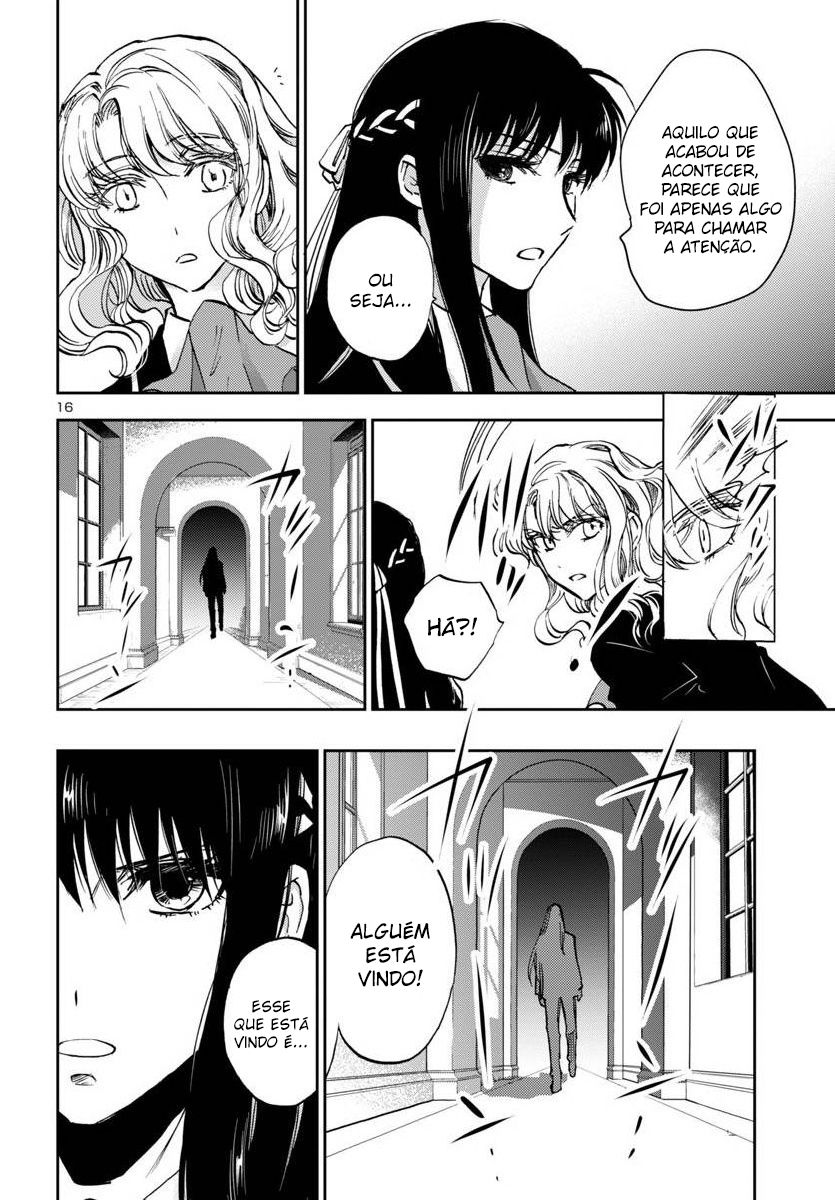 AQUILO QUE
ACABOU DE
ACONTECER,
PARECE QUE
FOI APENAS ALGO
PARA CHAMAR
A ATENÇÃO.
OU
SEJA...
16
HÁ?!
ALGUÉM
ESTÁ
VINDO!
ESSE
QUE ESTÁ
VINDO É...